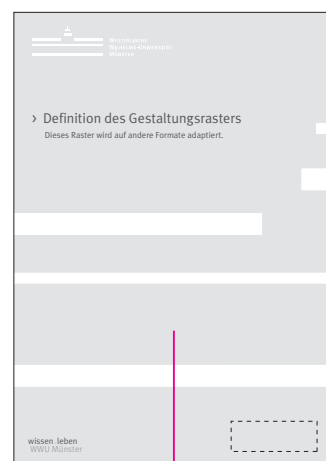 Westfälische
Wilhelms-Universität
Münster
> Definition des Gestaltungsrasters
Dieses Raster wird auf andere Formate adaptiert.
wissen leben
WWU Münster